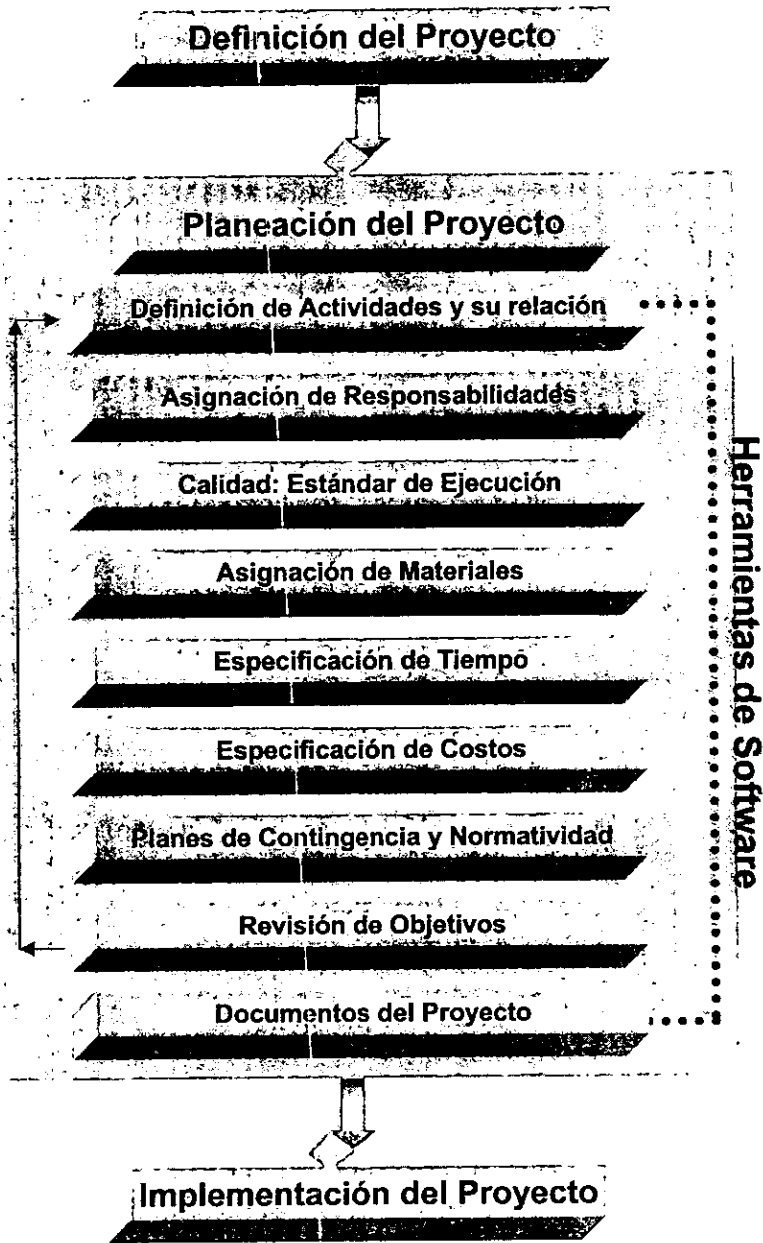 Definición del Proyecto
Planeación del Proyecto
Definición de Actividades y su relación
Asignación de Responsabilidades
Calidad: Estándar de Ejecución
Asignación de Materiales
Especificación de Tiempo
Especificación de Costos
Planes de Contingencia y Normatividad
Revisión de Objetivos
Documentos del Proyecto
Herramientas de Software
Implementación del Proyecto